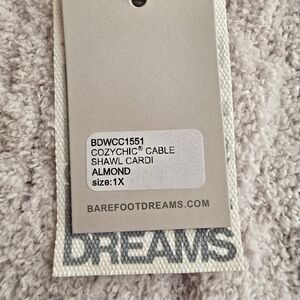 BDWCC1551
COZYCHIC® CABLE
SHAWL CARDI
ALMOND
size:1X
BAREFOOTDREAMS.COM
DREAMS